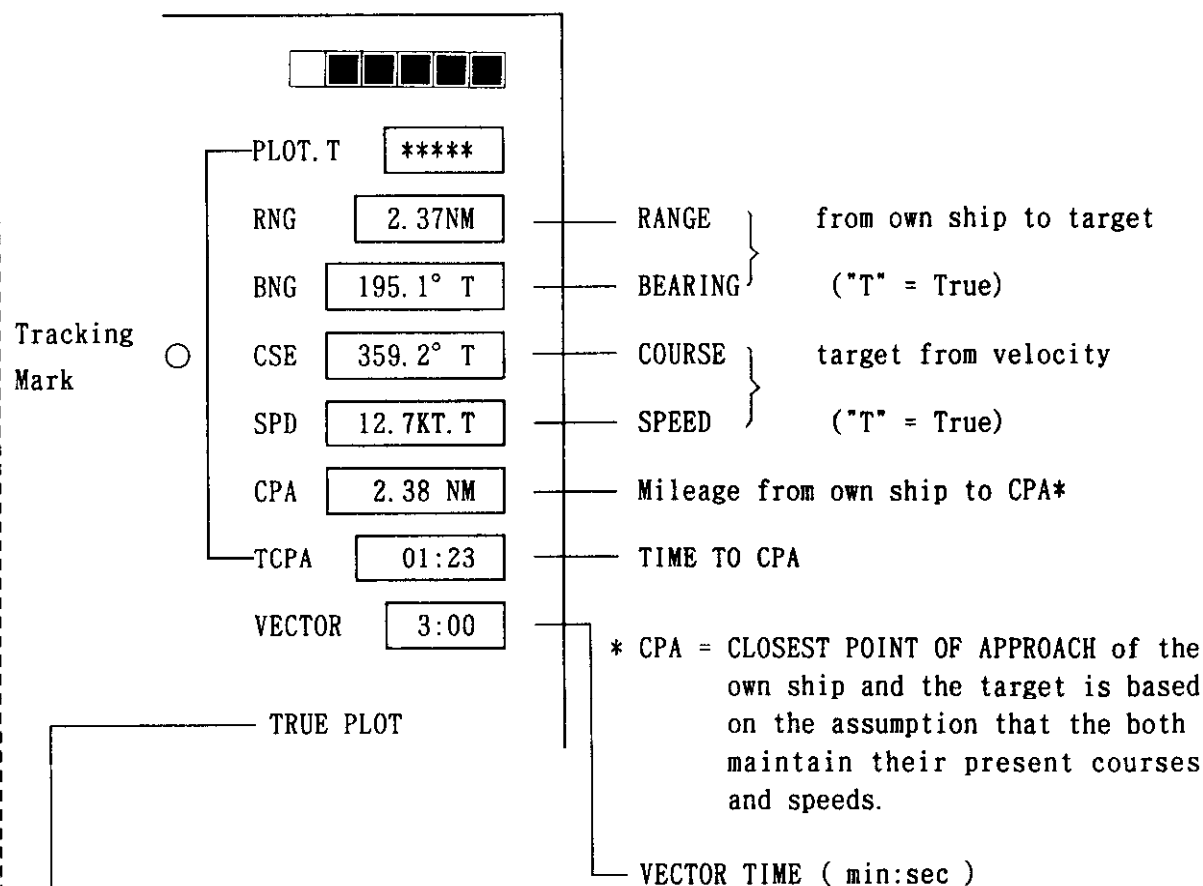 PLOT. T *****
RNG 2. 37NM RANGE from own ship to target
BNG 195. 1° T BEARING ("T" = True)
Tracking
Mark
CSE 359. 2° T COURSE target from velocity
SPD 12. 7KT. T SPEED ("T" = True)
CPA 2. 38 NM Mileage from own ship to CPA*
TCPA 01:23 TIME TO CPA
VECTOR 3:00
* CPA = CLOSEST POINT OF APPROACH of the
own ship and the target is based
on the assumption that the both
maintain their present courses
and speeds.
TRUE PLOT
VECTOR TIME ( min:sec )